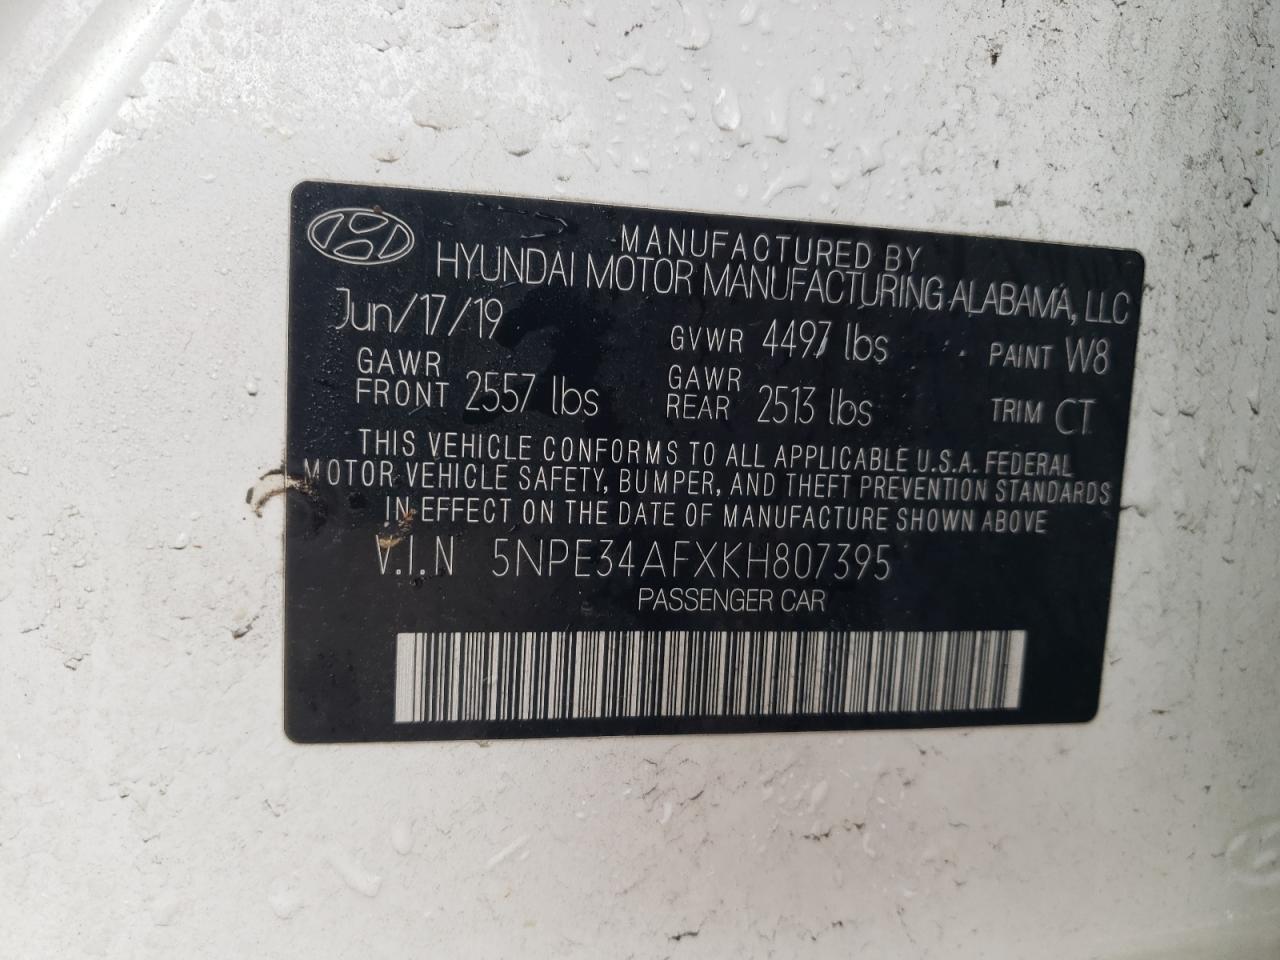 MANUFACTURED BY
HYUNDAI MOTOR MANUFACTURING ALABAMA, LLC
Jun/17/19 GVWR 4497 lbs PAINT W8
GAWR FRONT 2557 lbs GAWR REAR 2513 lbs TRIM CT
THIS VEHICLE CONFORMS TO ALL APPLICABLE U.S.A. FEDERAL
MOTOR VEHICLE SAFETY, BUMPER, AND THEFT PREVENTION STANDARDS
IN EFFECT ON THE DATE OF MANUFACTURE SHOWN ABOVE
V.I.N 5NPE34AFXKH807395
PASSENGER CAR